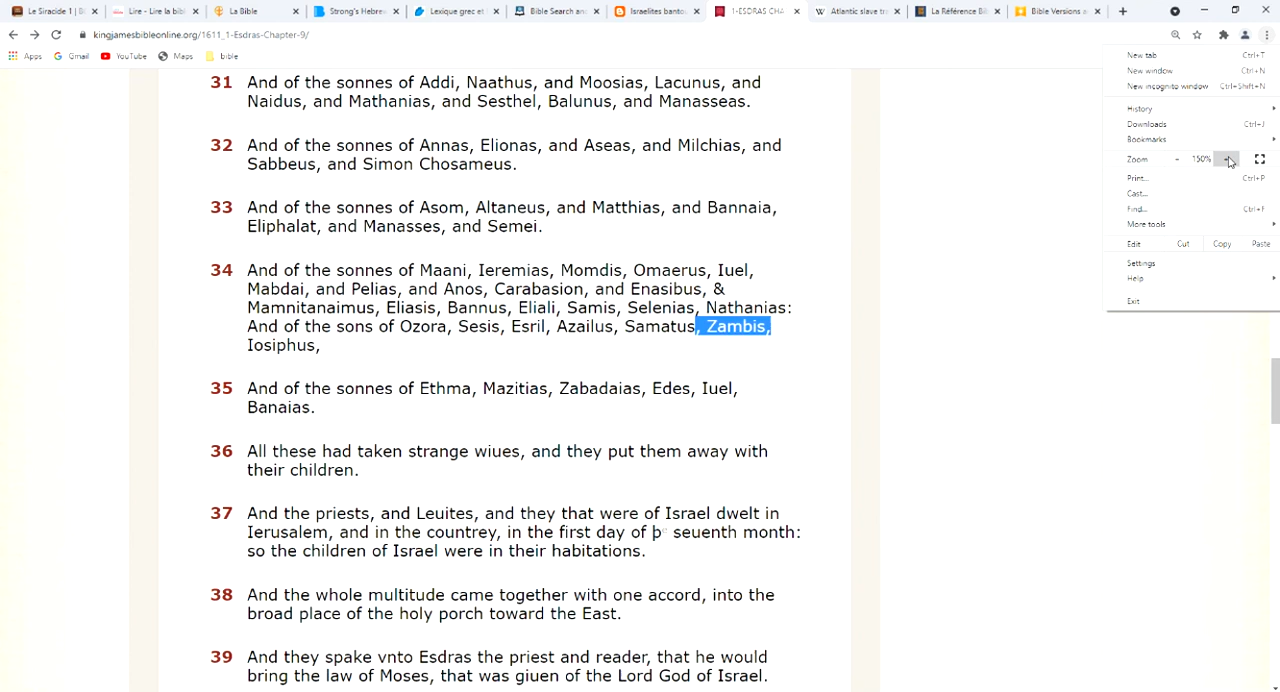 Le Siracide 1 | Bi
Lire - Lire la bibl
La Bible
Strong's Hebrew
Lexique grec et
Bible Search and
Israelites bantou
1-ESDRAS CHA
Atlantic slave tra
La Référence Bib
Bible Versions a
kingjamesbibleonline.org/1611_1-Esdras-Chapter-9/
Apps Gmail YouTube Maps bible
New tab Ctrl+T
New window Ctrl+N
New incognito window Ctrl+Shift+N
History
Downloads Ctrl+J
Bookmarks
Zoom - 150% +
Print... Ctrl+P
Cast...
Find... Ctrl+F
More tools
Edit Cut Copy Paste
Settings
Help
Exit
31 And of the sonnes of Addi, Naathus, and Moosias, Lacunus, and
Naidus, and Mathanias, and Sesthel, Balunus, and Manasseas.
32 And of the sonnes of Annas, Elionas, and Aseas, and Milchias, and
Sabbeus, and Simon Chosameus.
33 And of the sonnes of Asom, Altaneus, and Matthias, and Bannaia,
Eliphalat, and Manasses, and Semei.
34 And of the sonnes of Maani, Ieremias, Momdis, Omaerus, Iuel,
Mabdai, and Pelias, and Anos, Carabasion, and Enasibus, &
Mamnitanaimus, Eliasis, Bannus, Eliali, Samis, Selenias, Nathanias:
And of the sons of Ozora, Sesis, Esril, Azailus, Samatus, Zambis,
Iosiphus,
35 And of the sonnes of Ethma, Mazitias, Zabadaias, Edes, Iuel,
Banaias.
36 All these had taken strange wiues, and they put them away with
their children.
37 And the priests, and Leuites, and they that were of Israel dwelt in
Ierusalem, and in the countrey, in the first day of þe seuenth month:
so the children of Israel were in their habitations.
38 And the whole multitude came together with one accord, into the
broad place of the holy porch toward the East.
39 And they spake vnto Esdras the priest and reader, that he would
bring the law of Moses, that was giuen of the Lord God of Israel.